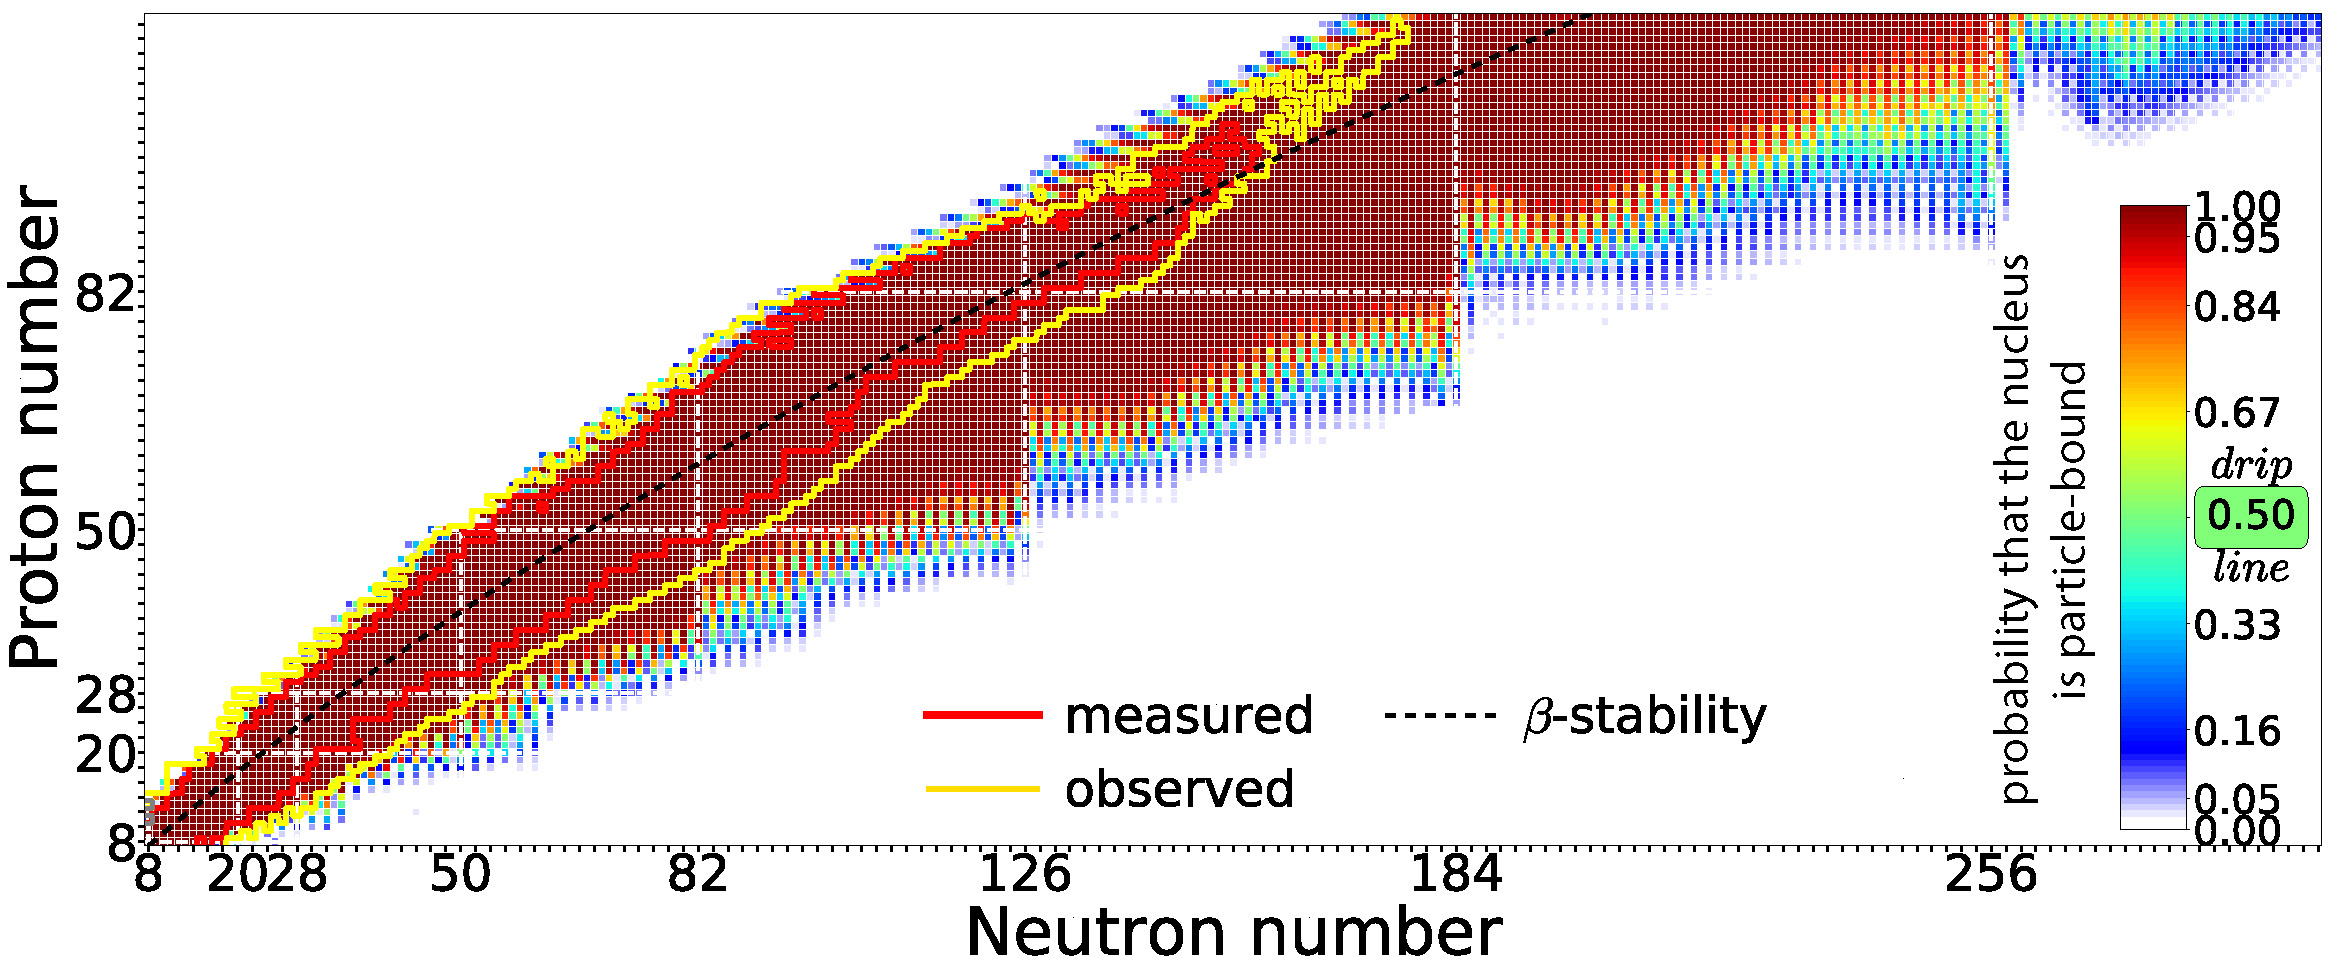 Proton number
82
50
28
20
8
8
20
28
50
82
126
184
256
Neutron number
measured
observed
β-stability
probability that the nucleus
is particle-bound
1.00
0.95
0.84
0.67
drip
0.50
line
0.33
0.16
0.05
0.00